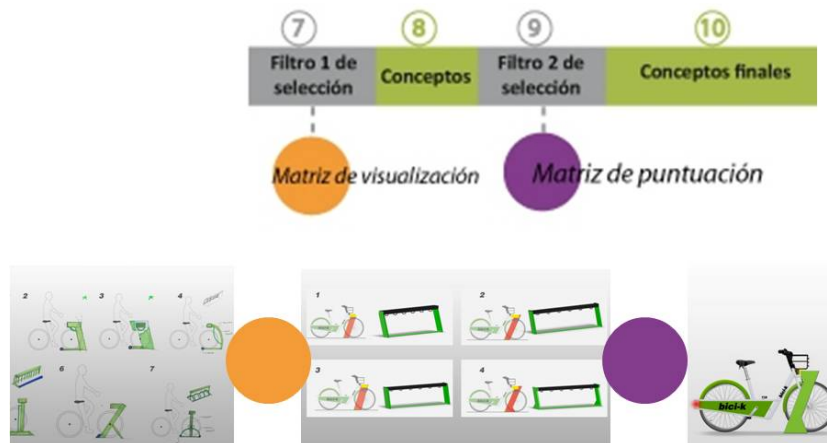 7 8 9 10
Filtro 1 de selección
Conceptos
Filtro 2 de selección
Conceptos finales
Matriz de visualización
Matriz de puntuación
2 3 4
6 7
1 2
3 4
bici-k